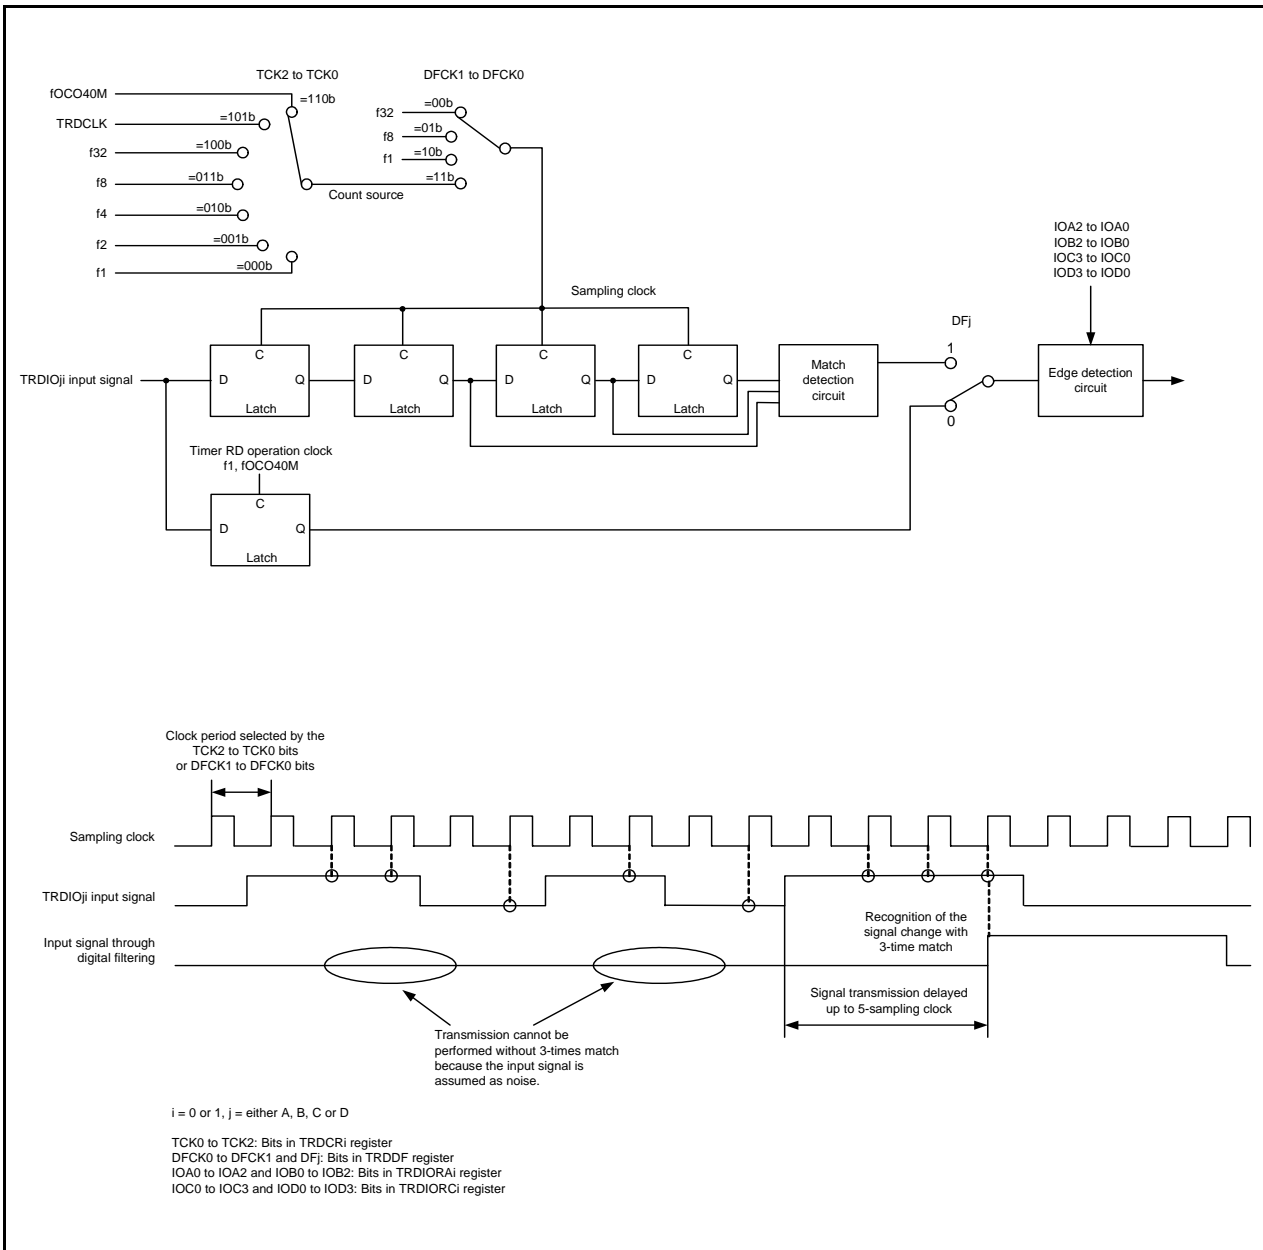 TCK2 to TCK0
DFCK1 to DFCK0
fOCO40M
=110b
TRDCLK
=101b
f32
=100b
f8
=011b
f4
=010b
f2
=001b
f1
=000b
Count source
f32
=00b
f8
=01b
f1
=10b
=11b
Sampling clock
IOA2 to IOA0
IOB2 to IOB0
IOC3 to IOC0
IOD3 to IOD0
DFj
1
0
TRDIOji input signal
C
D
Q
Latch
C
D
Q
Latch
C
D
Q
Latch
C
D
Q
Latch
Match
detection
circuit
Edge detection
circuit
Timer RD operation clock
f1, fOCO40M
C
D
Q
Latch
Clock period selected by the
TCK2 to TCK0 bits
or DFCK1 to DFCK0 bits
Sampling clock
TRDIOji input signal
Input signal through
digital filtering
Recognition of the
signal change with
3-time match
Signal transmission delayed
up to 5-sampling clock
Transmission cannot be
performed without 3-times match
because the input signal is
assumed as noise.
i = 0 or 1, j = either A, B, C or D
TCK0 to TCK2: Bits in TRDCRi register
DFCK0 to DFCK1 and DFj: Bits in TRDDF register
IOA0 to IOA2 and IOB0 to IOB2: Bits in TRDIORAi register
IOC0 to IOC3 and IOD0 to IOD3: Bits in TRDIORCi register